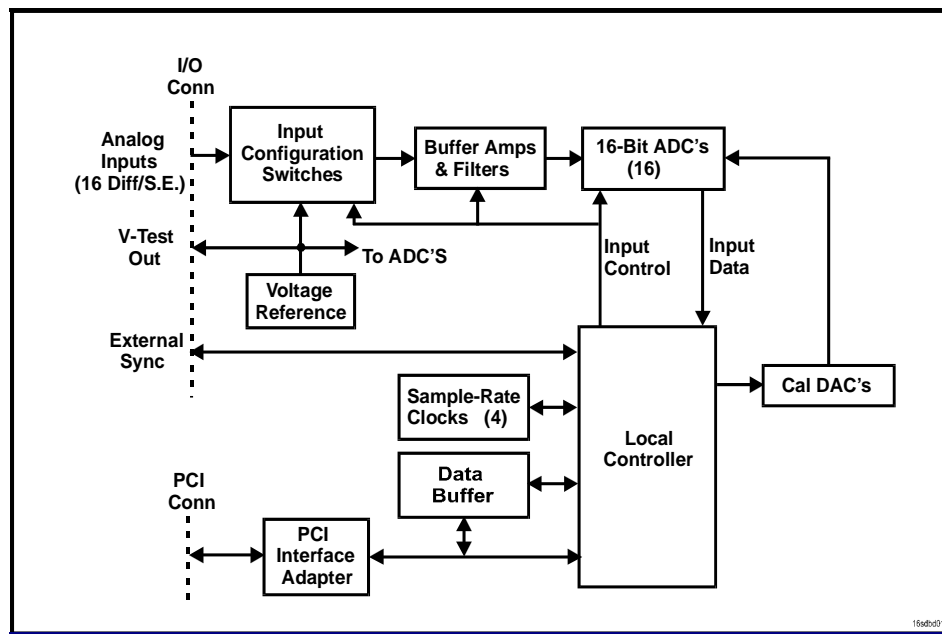 I/O
Conn
Analog
Inputs
(16 Diff/S.E.)
Input
Configuration
Switches
Buffer Amps
& Filters
16-Bit ADC's
(16)
V-Test
Out
To ADC'S
Voltage
Reference
Input
Control
Input
Data
External
Sync
Sample-Rate
Clocks (4)
Cal DAC's
Local
Controller
Data
Buffer
PCI
Conn
PCI
Interface
Adapter
16sdbd01